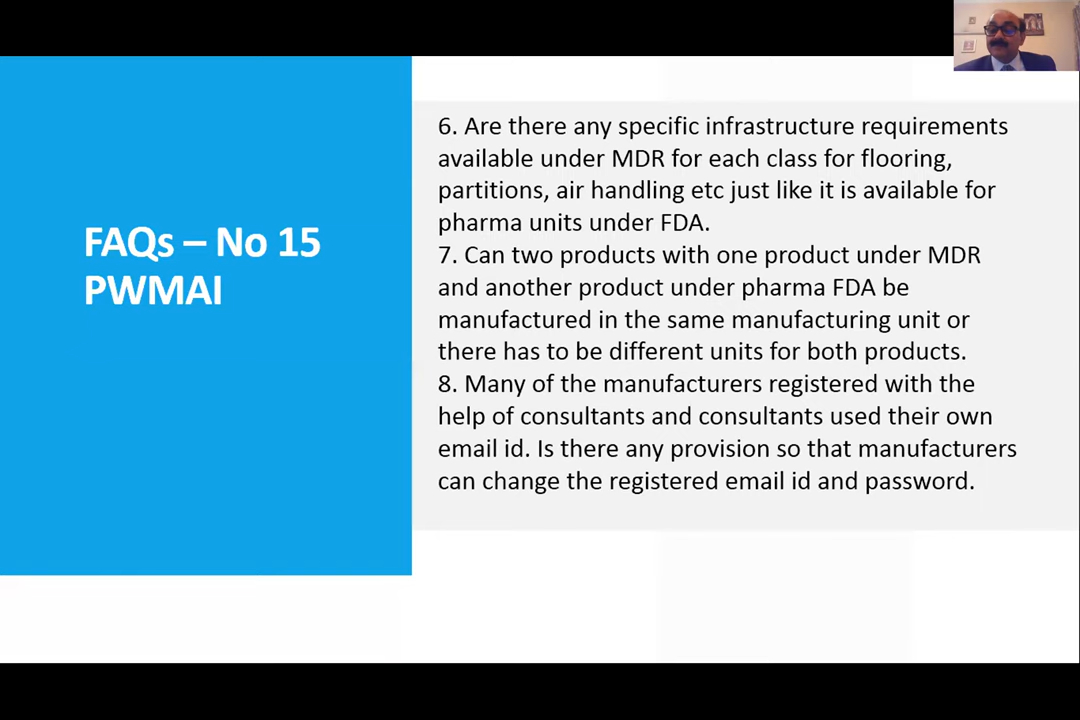 FAQs – No 15
PWMAI
6. Are there any specific infrastructure requirements
available under MDR for each class for flooring,
partitions, air handling etc just like it is available for
pharma units under FDA.
7. Can two products with one product under MDR
and another product under pharma FDA be
manufactured in the same manufacturing unit or
there has to be different units for both products.
8. Many of the manufacturers registered with the
help of consultants and consultants used their own
email id. Is there any provision so that manufacturers
can change the registered email id and password.